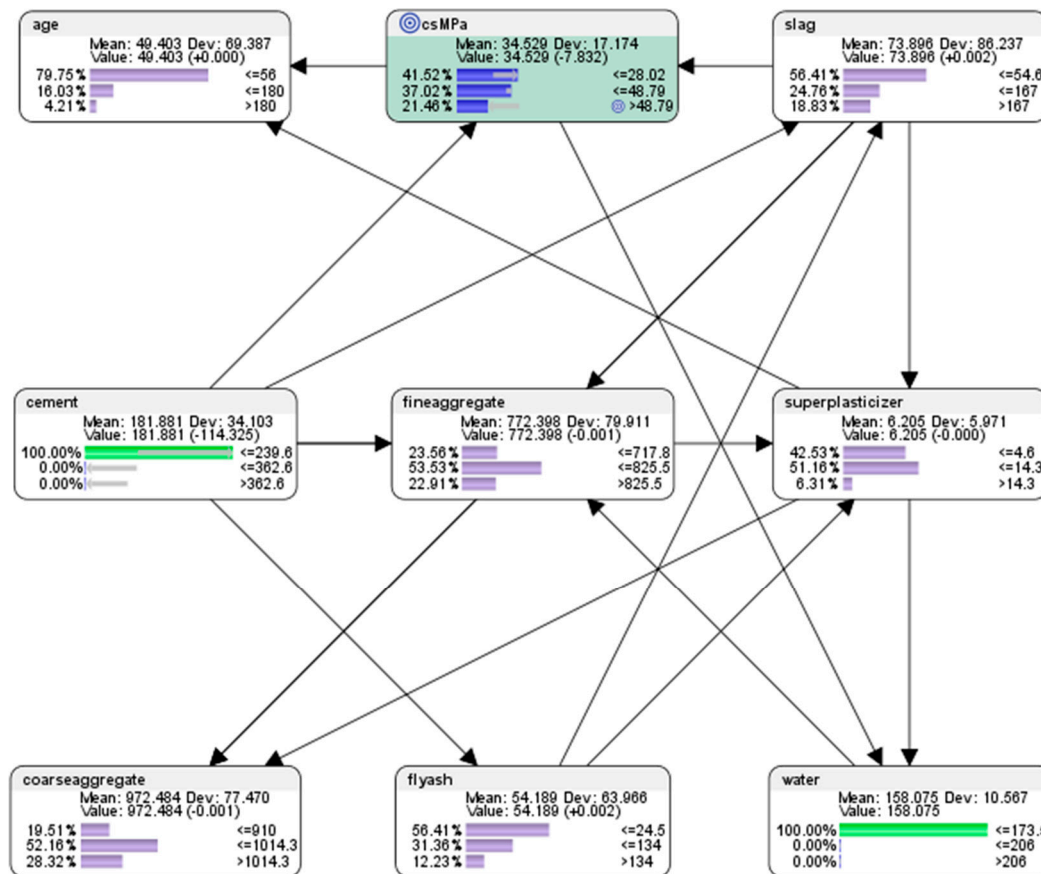 age
Mean: 49.403 Dev: 69.387
Value: 49.403 (+0.000)
79.75% <=56
16.03% <=180
4.21% >180
csMPa
Mean: 34.529 Dev: 17.174
Value: 34.529 (-7.832)
41.52% <=28.02
37.02% <=48.79
21.46% >48.79
slag
Mean: 73.896 Dev: 86.237
Value: 73.896 (+0.002)
56.41% <=54.6
24.76% <=167
18.83% >167
cement
Mean: 181.881 Dev: 34.103
Value: 181.881 (-114.325)
100.00% <=239.6
0.00% <=362.6
0.00% >362.6
fineaggregate
Mean: 772.398 Dev: 79.911
Value: 772.398 (-0.001)
23.56% <=717.8
53.53% <=825.5
22.91% >825.5
superplasticizer
Mean: 6.205 Dev: 5.971
Value: 6.205 (-0.000)
42.53% <=4.6
51.16% <=14.3
6.31% >14.3
coarseaggregate
Mean: 972.484 Dev: 77.470
Value: 972.484 (-0.001)
19.51% <=910
52.16% <=1014.3
28.32% >1014.3
flyash
Mean: 54.189 Dev: 63.966
Value: 54.189 (+0.002)
56.41% <=24.5
31.36% <=134
12.23% >134
water
Mean: 158.075 Dev: 10.567
Value: 158.075
100.00% <=173.
0.00% <=206
0.00% >206